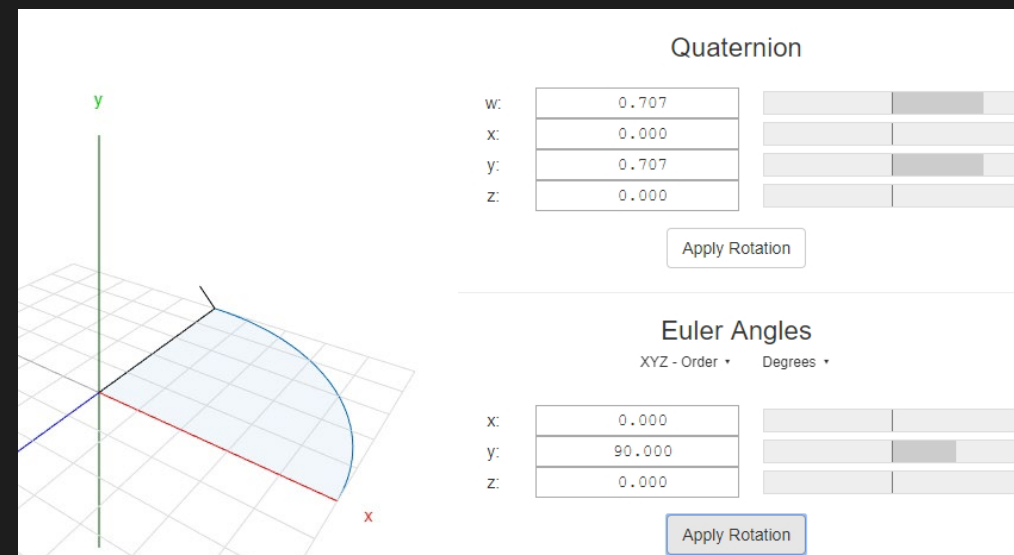 Quaternion
y
w: 0.707
x: 0.000
y: 0.707
z: 0.000
Apply Rotation
Euler Angles
XYZ - Order Degrees
x: 0.000
y: 90.000
z: 0.000
x
Apply Rotation